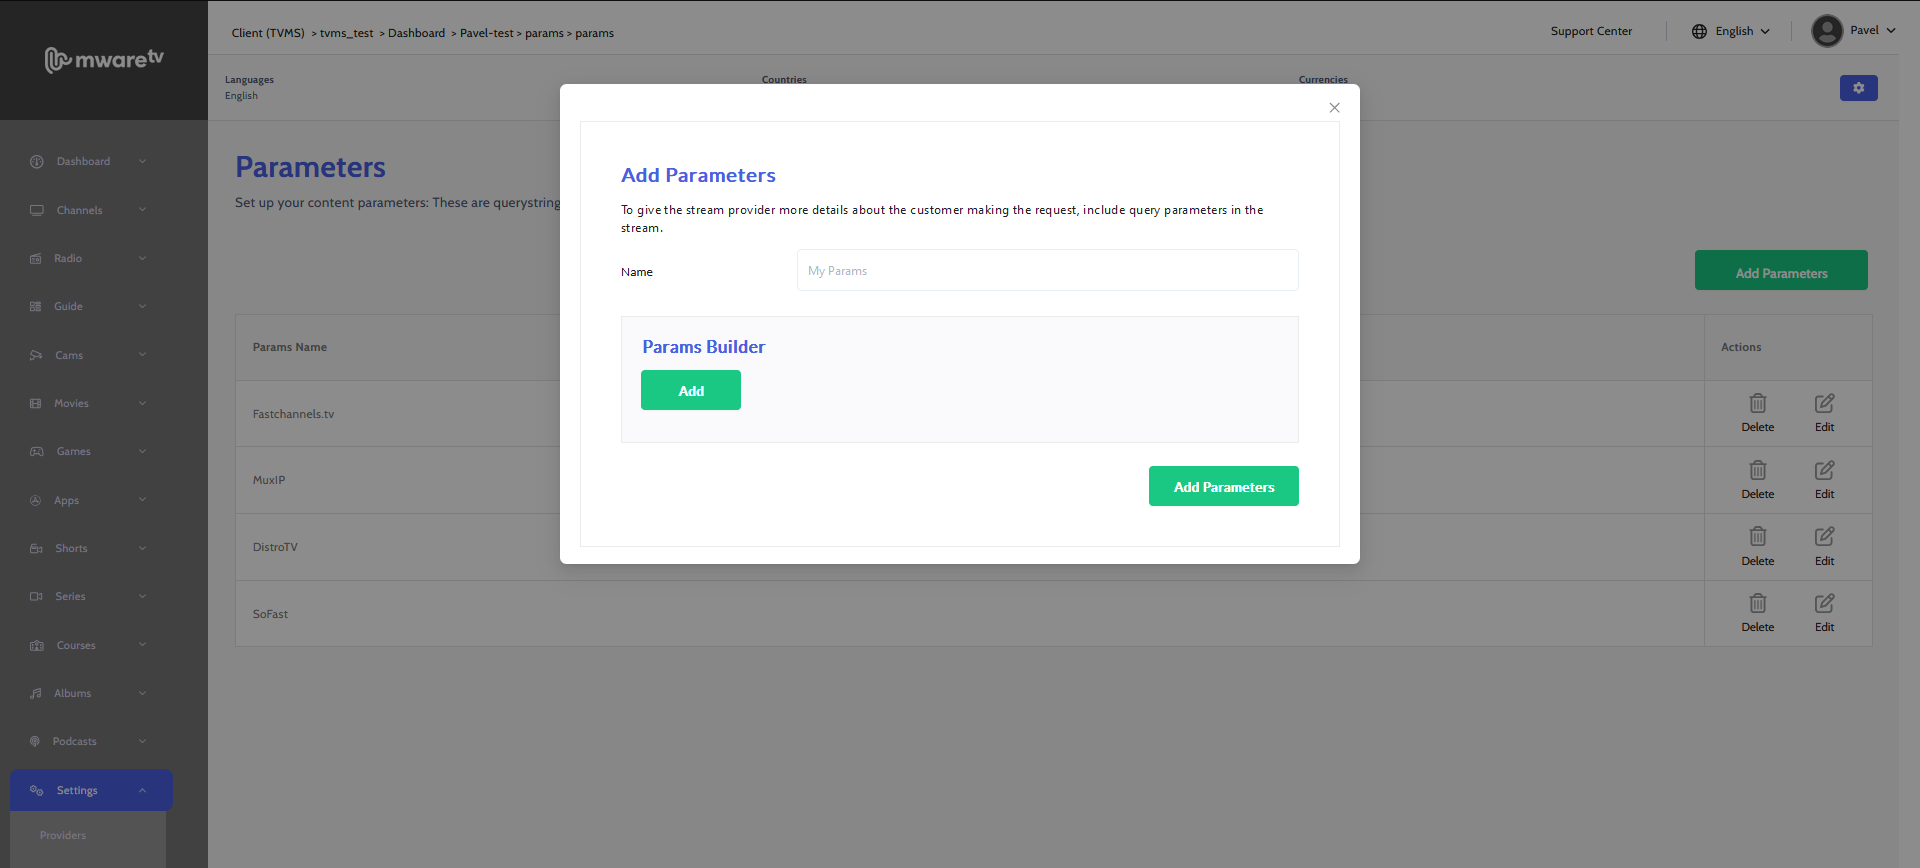 mwaretv
Client (TVMS) > tvms_test > Dashboard > Pavel-test > params > params
Support Center
English
Pavel
Languages
English
Countries
Currencies
Dashboard
Channels
Radio
Guide
Cams
Movies
Games
Apps
Shorts
Series
Courses
Albums
Podcasts
Settings
Providers
Parameters
Set up your content parameters: These are querystring
Add Parameters
Params Name
Actions
Fastchannels.tv
Delete
Edit
MuxIP
Delete
Edit
DistroTV
Delete
Edit
SoFast
Delete
Edit
Add Parameters
To give the stream provider more details about the customer making the request, include query parameters in the
stream.
Name
My Params
Params Builder
Add
Add Parameters